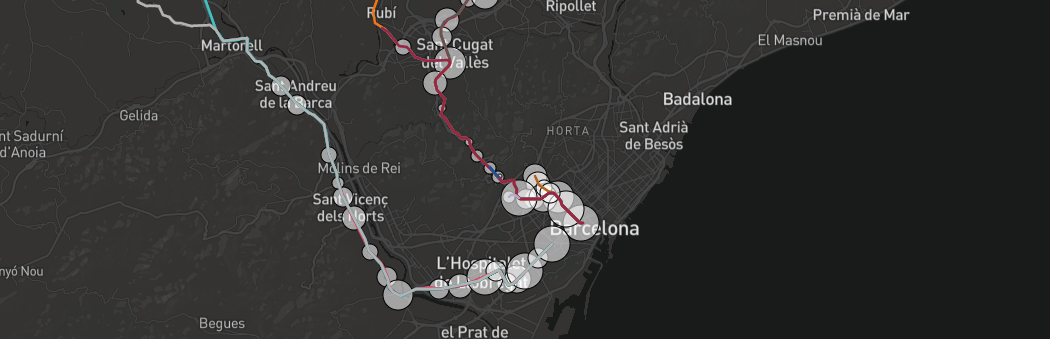 Ripollet
Rubí
Premià de Mar
El Masnou
Martorell
Sant Cugat
del Vallès
Sant Andreu
de la Barca
Badalona
Gelida
HORTA
Sant Adrià
de Besòs
nt Sadurní
d'Anoia
Molins de Rei
Sant Vicenç
dels Horts
Barcelona
L'Hospitalet
de Llobregat
nyó Nou
Begues
el Prat de